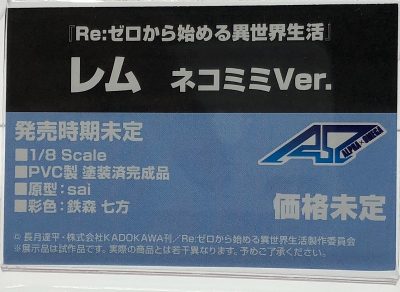 『Re:ゼロから始める異世界生活』
レム ネコミミVer.
発売時期未定
■1/8 Scale
■PVC製 塗装済完成品
■原型：sai
■彩色：鉄森 七方
ALPHA×OMEGA
価格未定
© 長月達平・株式会社KADOKAWA刊／Re:ゼロから始める異世界生活製作委員会
※展示品は試作品です。実際の商品とは若干異なります。予めご了承ください。